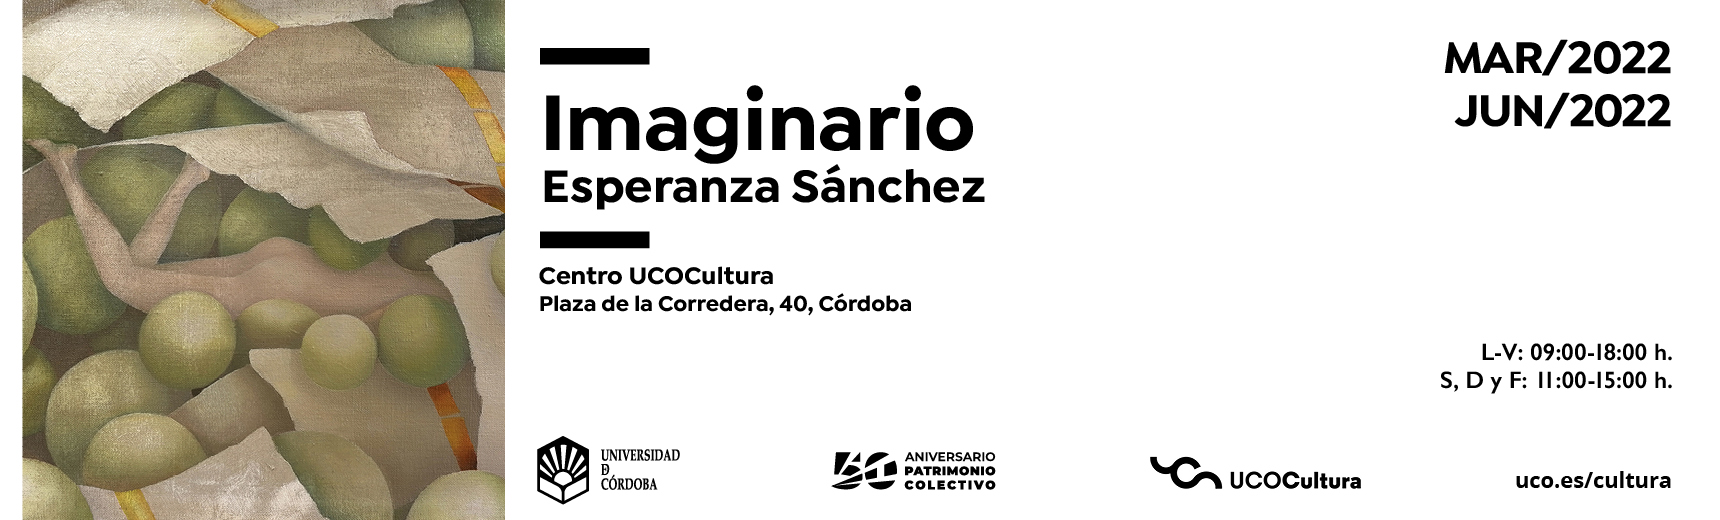 MAR/2022
JUN/2022
Imaginario
Esperanza Sánchez
Centro UCOCultura
Plaza de la Corredera, 40, Córdoba
L-V: 09:00-18:00 h.
S, D y F: 11:00-15:00 h.
UNIVERSIDAD
Ð
CÓRDOBA
50
ANIVERSARIO
PATRIMONIO
COLECTIVO
UCOCultura
uco.es/cultura